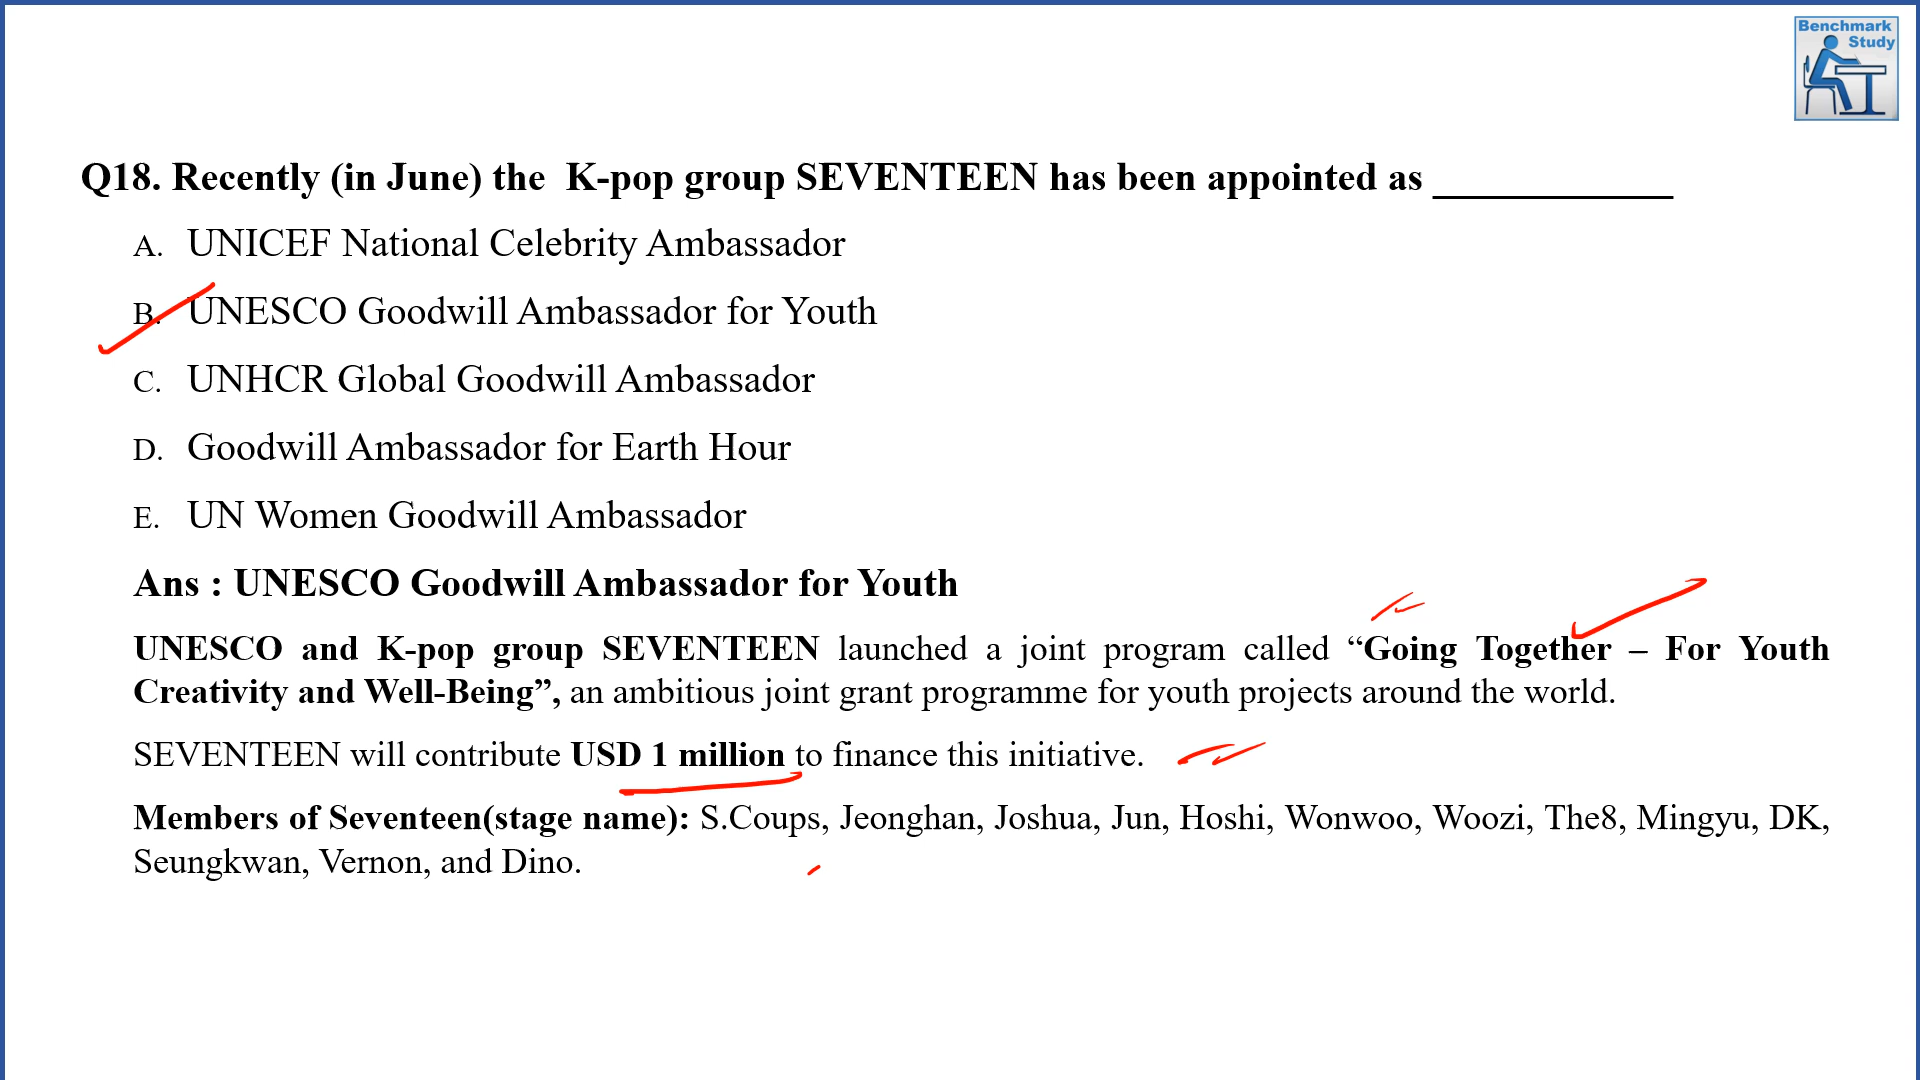 Benchmark
Study
Q18. Recently (in June) the K-pop group SEVENTEEN has been appointed as ____________
A. UNICEF National Celebrity Ambassador
B. UNESCO Goodwill Ambassador for Youth
C. UNHCR Global Goodwill Ambassador
D. Goodwill Ambassador for Earth Hour
E. UN Women Goodwill Ambassador
Ans : UNESCO Goodwill Ambassador for Youth
UNESCO and K-pop group SEVENTEEN launched a joint program called “Going Together – For Youth
Creativity and Well-Being”, an ambitious joint grant programme for youth projects around the world.
SEVENTEEN will contribute USD 1 million to finance this initiative.
Members of Seventeen(stage name): S.Coups, Jeonghan, Joshua, Jun, Hoshi, Wonwoo, Woozi, The8, Mingyu, DK,
Seungkwan, Vernon, and Dino.